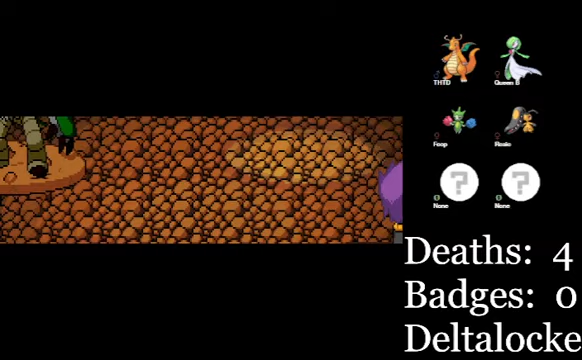 THTD
Queen B
Foop
Rosie
None
None
Deaths: 4
Badges: 0
Deltalocke